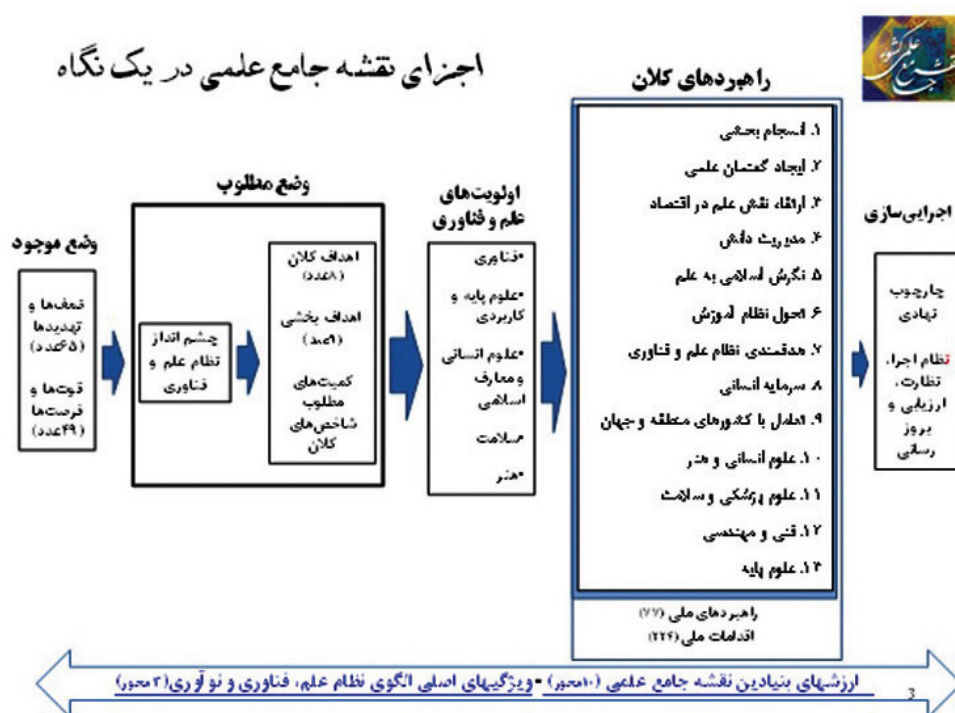 اجزای نقشه جامع علمی در یک نگاه
نقشه جامع علمی کشور
وضع موجود
ضعف‌ها و
تهدیدها
(۶۵عدد)
قوت‌ها و
فرصت‌ها
(۴۹عدد)
وضع مطلوب
چشم انداز
نظام علم و
فناوری
اهداف کلان
(۸عدد)
اهداف بخشی
(۹عدد)
کمیت‌های
مطلوب
شاخص‌های
کلان
اولویت‌های
علم و فناوری
•فناوری
•علوم پایه و
کاربردی
•علوم انسانی
و معارف
اسلامی
•سلامت
•هنر
راهبردهای کلان
۱. انسجام بخشی
۲. ایجاد گفتمان علمی
۳. ارتقاء نقش علم در اقتصاد
۴. مدیریت دانش
۵. نگرش اسلامی به علم
۶. تحول نظام آموزش
۷. هدفمندی نظام علم و فناوری
۸. سرمایه انسانی
۹. تعامل با کشورهای منطقه و جهان
۱۰. علوم انسانی و هنر
۱۱. علوم پزشکی و سلامت
۱۲. فنی و مهندسی
۱۳. علوم پایه
راهبردهای ملی (۷۷)
اقدامات ملی (۲۲۴)
اجرایی‌سازی
چارچوب
نهادی
نظام اجرا،
نظارت،
ارزیابی و
بروز
رسانی
ارزشهای بنیادین نقشه جامع علمی (۱۰محور) -ویژگیهای اصلی الگوی نظام علم، فناوری و نوآوری(۳محور)
3